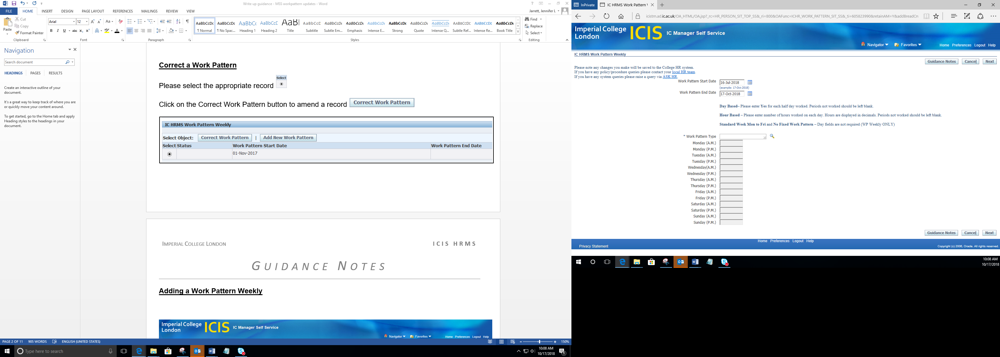 Write up guidance - MSS workpattern updates - Word
Jarrett, Jennifer L
FILE HOME INSERT DESIGN PAGE LAYOUT REFERENCES MAILINGS REVIEW VIEW
Paste
Cut
Copy
Format Painter
Clipboard
Arial 12
Font
Paragraph
AaBbCcDc AaBbCcDc AaBbC( AaBbCcE AaBl AaBbCcD AaBbCcDc AaBbCcDc AaBbCcDc AaBbCcDc AaBbCcDc AaBbCcDc AABBCCDE AABBCCDE AaBbCcDc
¶ Normal ¶ No Spac... Heading 1 Heading 2 Title Subtitle Subtle Em... Emphasis Intense E... Strong Quote Intense Q... Subtle Ref... Intense Re... Book Title
Styles
Find
Replace
Select
Editing
Navigation
Search document
HEADINGS PAGES RESULTS
Create an interactive outline of your
document.
It's a great way to keep track of where you are
or quickly move your content around.
To get started, go to the Home tab and apply
Heading styles to the headings in your
document.
Correct a Work Pattern
Please select the appropriate record Select
Click on the Correct Work Pattern button to amend a record Correct Work Pattern
IC HRMS Work Pattern Weekly
Select Object: Correct Work Pattern | Add New Work Pattern
Select Status Work Pattern Start Date Work Pattern End Date
01-Nov-2017
IMPERIAL COLLEGE LONDON ICIS HRMS
GUIDANCE NOTES
Adding a Work Pattern Weekly
Imperial College
London
ICIS IC Manager Self Service
Navigator Favorites Home Preferences Logout Help
PAGE 2 OF 11 905 WORDS ENGLISH (UNITED STATES) 150%
Type here to search
10:08 AM
10/17/2018
InPrivate IC HRMS Work Pattern
icistrn.ad.ic.ac.uk/OA_HTML/OA.jsp?_rc=HR_PERSON_SIT_TOP_SS&_ri=800&OAFunc=ICHR_WORK_PATTERN_SIT_SS&_ti=605823990&retainAM=Y&addBreadCn
Imperial College
London
ICIS IC Manager Self Service
Navigator Favorites Home Preferences Logout Help
IC HRMS Work Pattern Weekly
Guidance Notes Cancel Next
Please note any changes you make will be saved to the College HR system.
If you have any policy/procedure queries please contact your local HR team.
If you have any system queries please raise a query via ASK HR.
Work Pattern Start Date 16-Jul-2018
(example: 17-Oct-2018)
Work Pattern End Date 17-Oct-2018
Day Based– Please enter Yes for each half day worked. Periods not worked should be left blank.
Hour Based – Please enter number of hours worked on each day. Hours are displayed in decimals. Periods not worked should be left blank.
Standard Week Mon to Fri and No Fixed Work Pattern – Day fields are not required (WP Weekly ONLY)
* Work Pattern Type
Monday (A.M.)
Monday (P.M.)
Tuesday (A.M.)
Tuesday (P.M.)
Wednesday(A.M.)
Wednesday (P.M.)
Thursday (A.M.)
Thursday (P.M.)
Friday (A.M.)
Friday (P.M.)
Saturday (A.M.)
Saturday (P.M.)
Sunday (A.M.)
Sunday (P.M.)
Guidance Notes Cancel Next
Home Preferences Logout Help
Privacy Statement
Copyright (c) 2006, Oracle. All rights reserved.
10:08 AM
10/17/2018